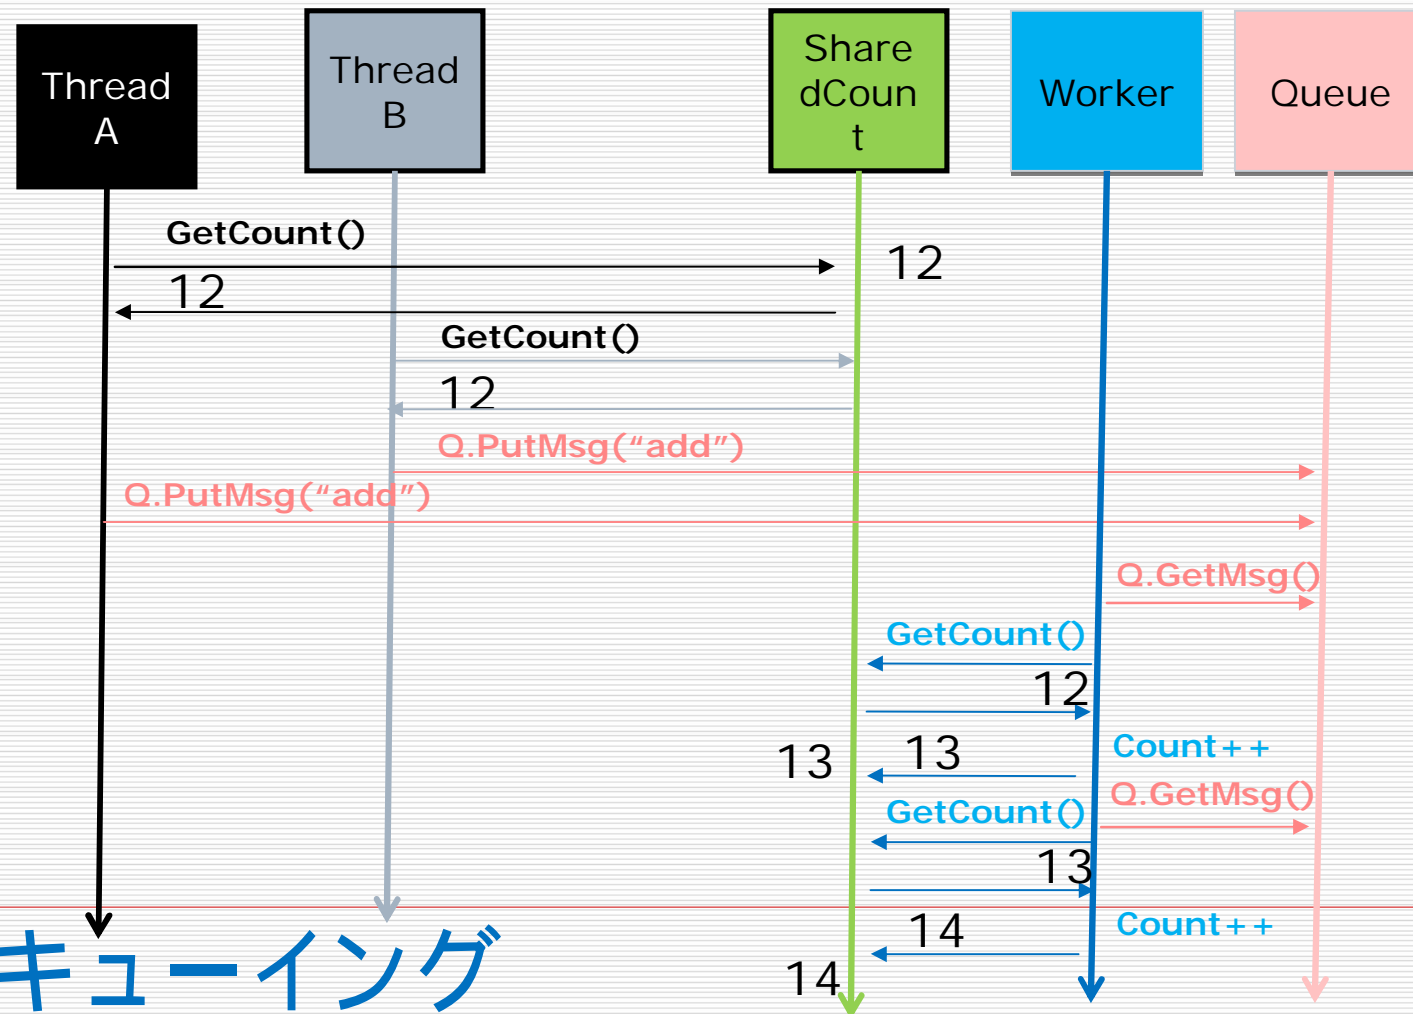 Thread
A
Thread
B
Share
dCoun
t
Worker
Queue
GetCount()
12
12
GetCount()
12
Q.PutMsg(“add”)
Q.PutMsg(“add”)
Q.GetMsg()
GetCount()
12
Count++
13
13
Q.GetMsg()
GetCount()
13
Count++
14
14
キューイング